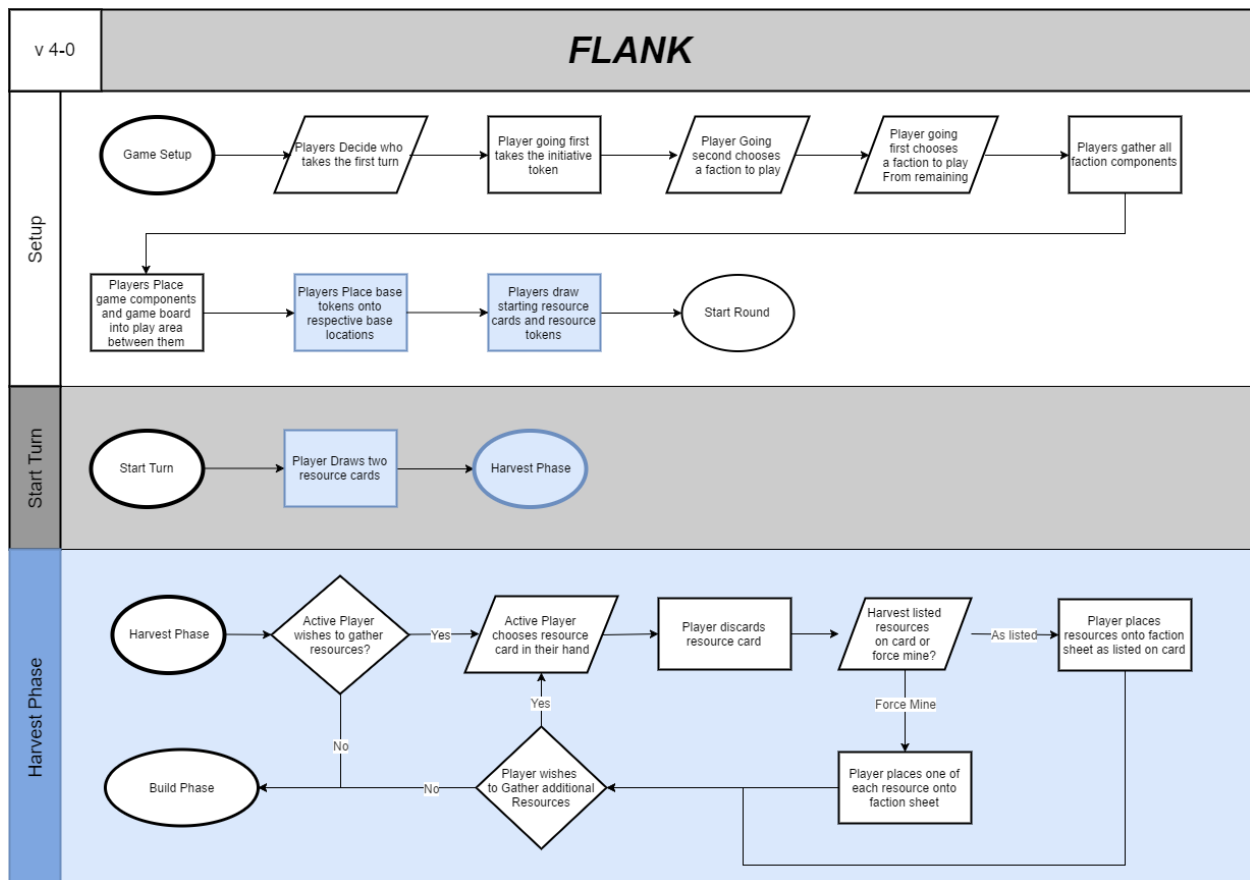 v 4-0
FLANK
Setup
Game Setup
Players Decide who
takes the first turn
Player going first
takes the initiative
token
Player Going
second chooses
a faction to play
Player going
first chooses
a faction to play
From remaining
Players gather all
faction components
Players Place
game components
and game board
into play area
between them
Players Place base
tokens onto
respective base
locations
Players draw
starting resource
cards and resource
tokens
Start Round
Start Turn
Start Turn
Player Draws two
resource cards
Harvest Phase
Harvest Phase
Harvest Phase
Active Player
wishes to gather
resources?
Yes
Active Player
chooses resource
card in their hand
Player discards
resource card
Harvest listed
resources
on card or
force mine?
As listed
Player places
resources onto faction
sheet as listed on card
Yes
Force Mine
No
Build Phase
No
Player wishes
to Gather additional
Resources
Player places one of
each resource onto
faction sheet